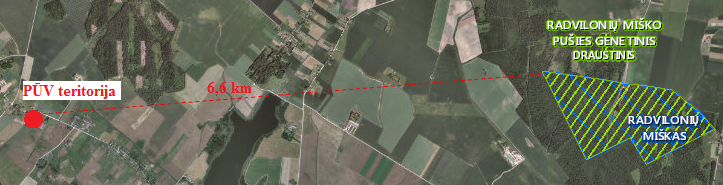 RADVILONIŲ MIŠKO
PUŠIES GENETINIS
DRAUSTINIS
PŪV teritorija
6,6 km
RADVILONIŲ
MIŠKAS